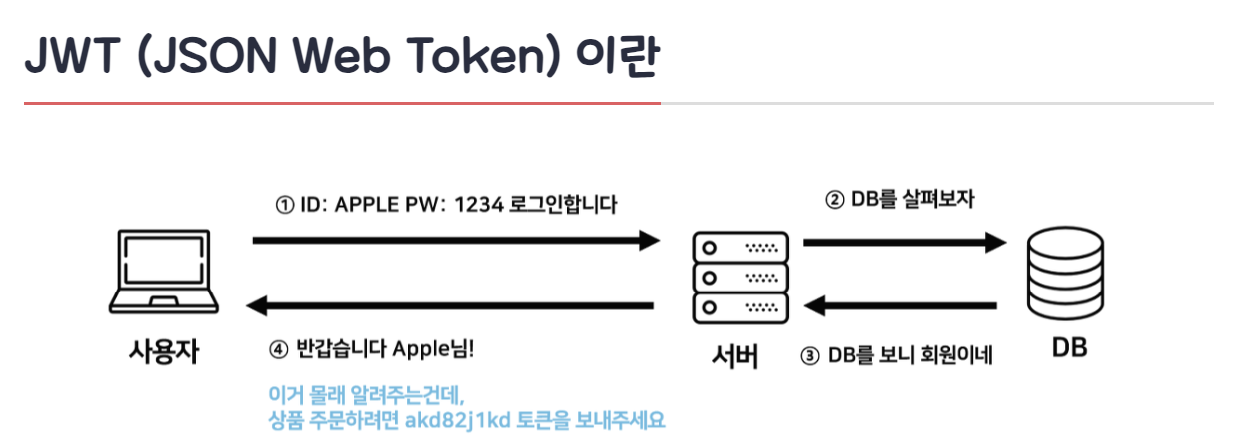 JWT (JSON Web Token) 이란
① ID: APPLE PW: 1234 로그인합니다
② DB를 살펴보자
사용자
④ 반갑습니다 Apple님!
서버
③ DB를 보니 회원이네
DB
이거 몰래 알려주는건데,
상품 주문하려면 akd82j1kd 토큰을 보내주세요